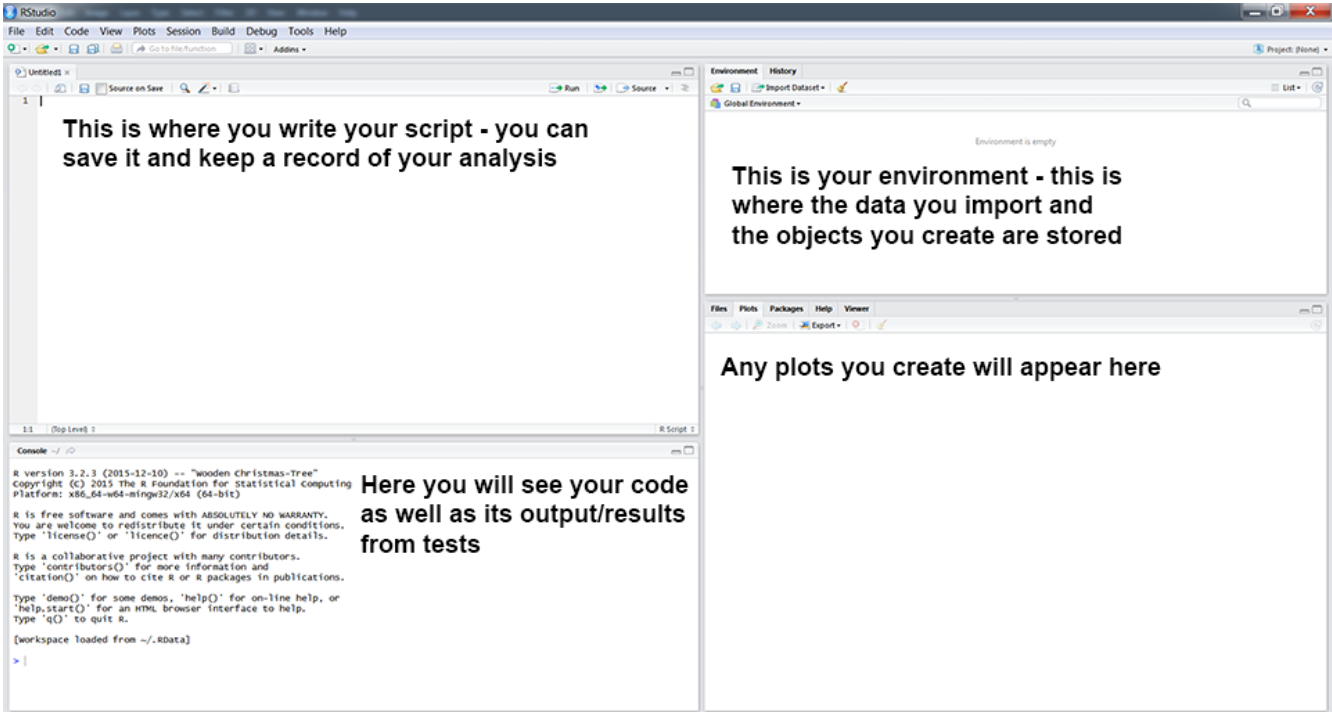 RStudio
File Edit Code View Plots Session Build Debug Tools Help
Go to file/function Addins
Project: (None)
Untitled1
Source on Save Run Source
1
This is where you write your script - you can
save it and keep a record of your analysis
1:1 (Top Level) R Script
Console ~/
R version 3.2.3 (2015-12-10) -- "Wooden Christmas-Tree"
Copyright (C) 2015 The R Foundation for Statistical Computing
Platform: x86_64-w64-mingw32/x64 (64-bit)
R is free software and comes with ABSOLUTELY NO WARRANTY.
You are welcome to redistribute it under certain conditions.
Type 'license()' or 'licence()' for distribution details.
R is a collaborative project with many contributors.
Type 'contributors()' for more information and
'citation()' on how to cite R or R packages in publications.
Type 'demo()' for some demos, 'help()' for on-line help, or
'help.start()' for an HTML browser interface to help.
Type 'q()' to quit R.
[Workspace loaded from ~/.RData]
>
Here you will see your code
as well as its output/results
from tests
Environment History
Import Dataset List
Global Environment
Environment is empty
This is your environment - this is
where the data you import and
the objects you create are stored
Files Plots Packages Help Viewer
Zoom Export
Any plots you create will appear here